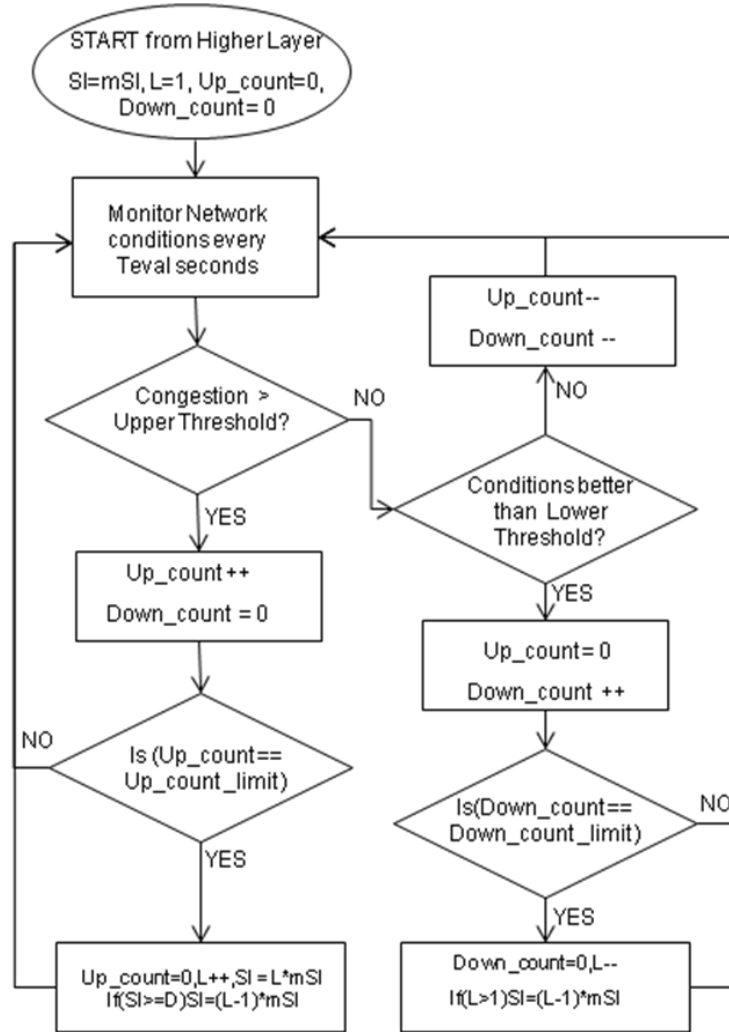 START from Higher Layer
SI=mSI, L=1, Up_count=0,
Down_count= 0
Monitor Network
conditions every
Teval seconds
Congestion >
Upper Threshold?
NO
YES
Up_count ++
Down_count = 0
Is (Up_count==
Up_count_limit)
NO
YES
Up_count=0,L++,SI = L*mSI
If(SI>=D)SI=(L-1)*mSI
Up_count--
Down_count --
NO
Conditions better
than Lower
Threshold?
YES
Up_count= 0
Down_count ++
Is(Down_count==
Down_count_limit)
NO
YES
Down_count=0,L--
If(L>1)SI=(L-1)*mSI